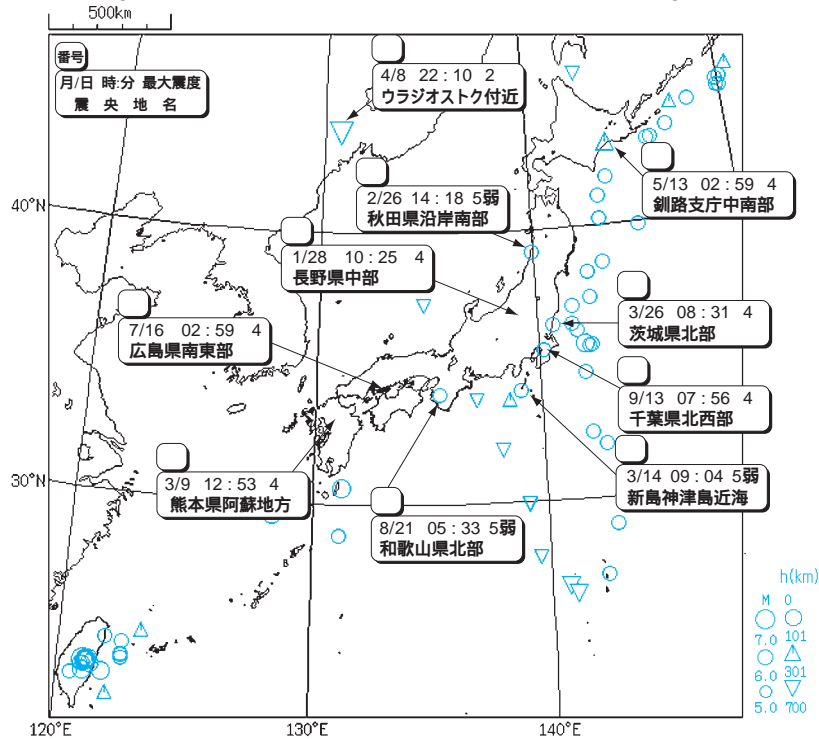 500km
番号
月/日 時:分 最大震度
震 央 地 名
4/8 22:10 2
ウラジオストク付近
5/13 02:59 4
釧路支庁中南部
2/26 14:18 5弱
秋田県沿岸南部
40°N
1/28 10:25 4
長野県中部
3/26 08:31 4
茨城県北部
7/16 02:59 4
広島県南東部
9/13 07:56 4
千葉県北西部
3/14 09:04 5弱
新島神津島近海
30°N
3/9 12:53 4
熊本県阿蘇地方
8/21 05:33 5弱
和歌山県北部
h(km)
M 0
7.0 101
6.0 301
5.0 700
120°E 130°E 140°E